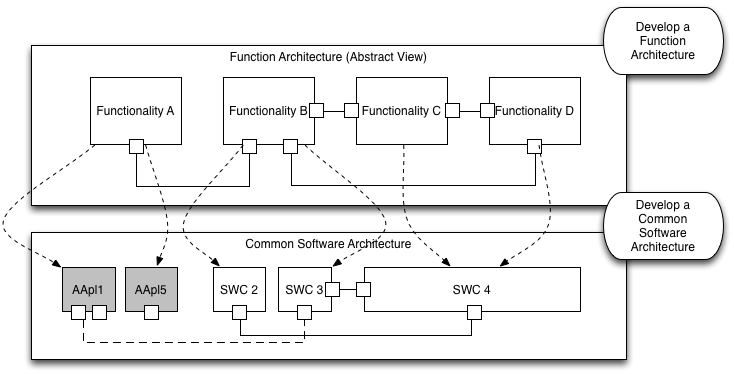 Develop a
Function
Architecture
Function Architecture (Abstract View)
Functionality A
Functionality B
Functionality C
Functionality D
Develop a
Common
Software
Architecture
Common Software Architecture
AApl1
AApl5
SWC 2
SWC 3
SWC 4